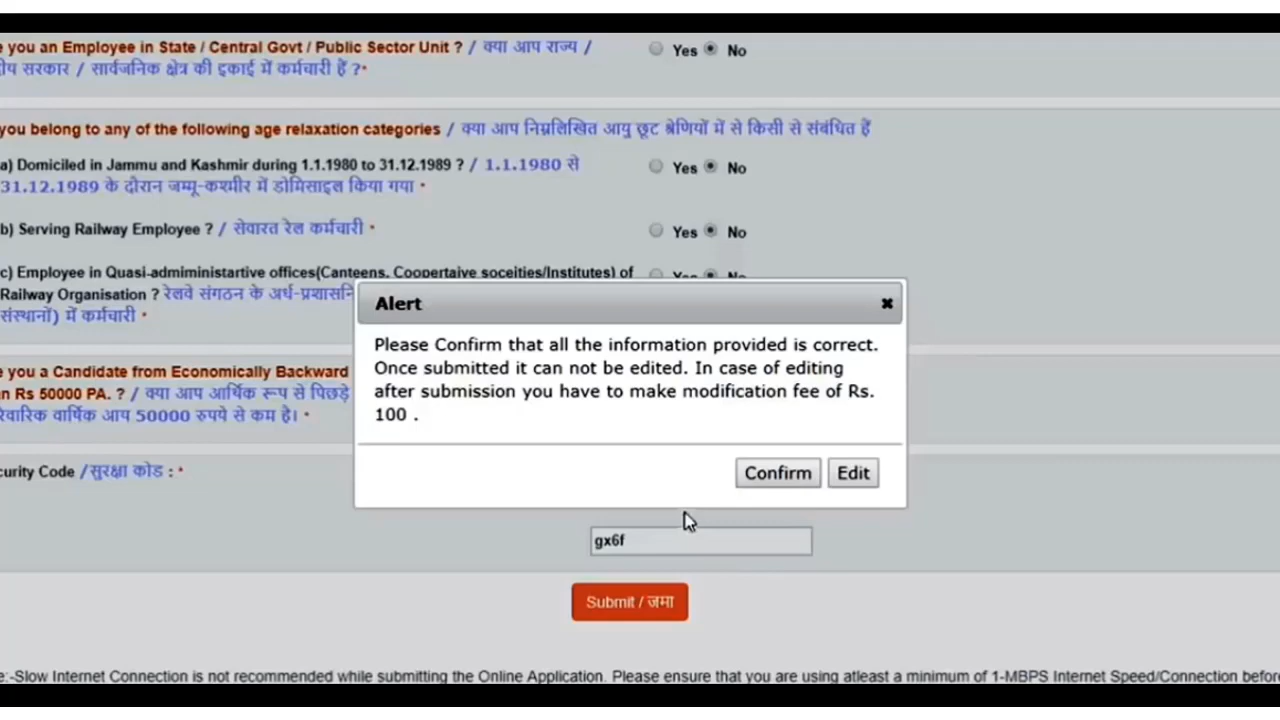 e you an Employee in State / Central Govt / Public Sector Unit ? / क्या आप राज्य /
Yes No
ीय सरकार / सार्वजनिक क्षेत्र की इकाई में कर्मचारी हैं ?*
you belong to any of the following age relaxation categories / क्या आप निम्नलिखित आयु छूट श्रेणियों में से किसी से संबंधित हैं
a) Domiciled in Jammu and Kashmir during 1.1.1980 to 31.12.1989 ? / 1.1.1980 से
Yes No
31.12.1989 के दौरान जम्मू-कश्मीर में डोमिसाइल किया गया *
b) Serving Railway Employee ? / सेवारत रेल कर्मचारी *
Yes No
c) Employee in Quasi-admiministartive offices(Canteens, Coopertaive soceities/Institutes) of
Yes No
Railway Organisation ? रेलवे संगठन के अर्ध-प्रशासनि
संस्थानों) में कर्मचारी *
Alert
Please Confirm that all the information provided is correct.
Once submitted it can not be edited. In case of editing
after submission you have to make modification fee of Rs.
100 .
Confirm Edit
e you a Candidate from Economically Backward
n Rs 50000 PA. ? / क्या आप आर्थिक रूप से पिछड़े
रिवारिक वार्षिक आप 50000 रुपये से कम है। *
curity Code /सुरक्षा कोड : *
gx6f
Submit / जमा
e:-Slow Internet Connection is not recommended while submitting the Online Application. Please ensure that you are using atleast a minimum of 1-MBPS Internet Speed/Connection before